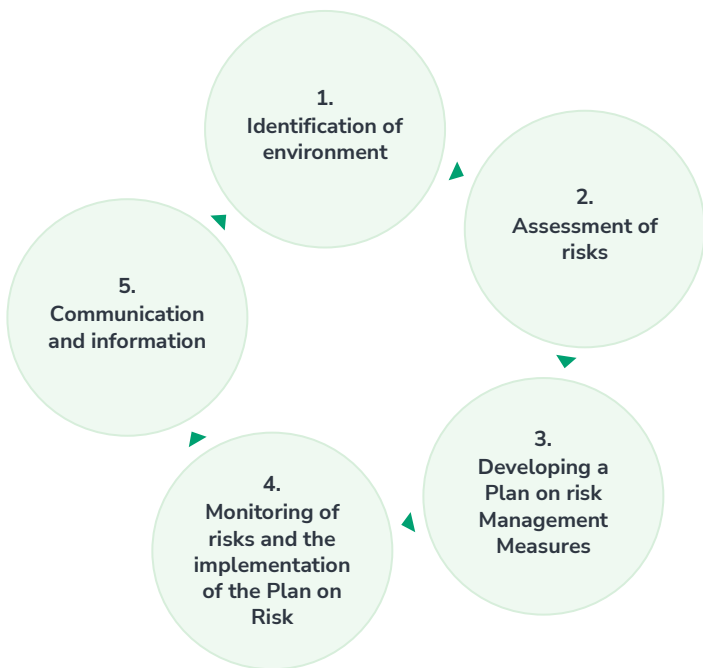 1.
Identification of
environment
2.
Assessment of
risks
3.
Developing a
Plan on risk
Management
Measures
4.
Monitoring of
risks and the
implementation
of the Plan on
Risk
5.
Communication
and information